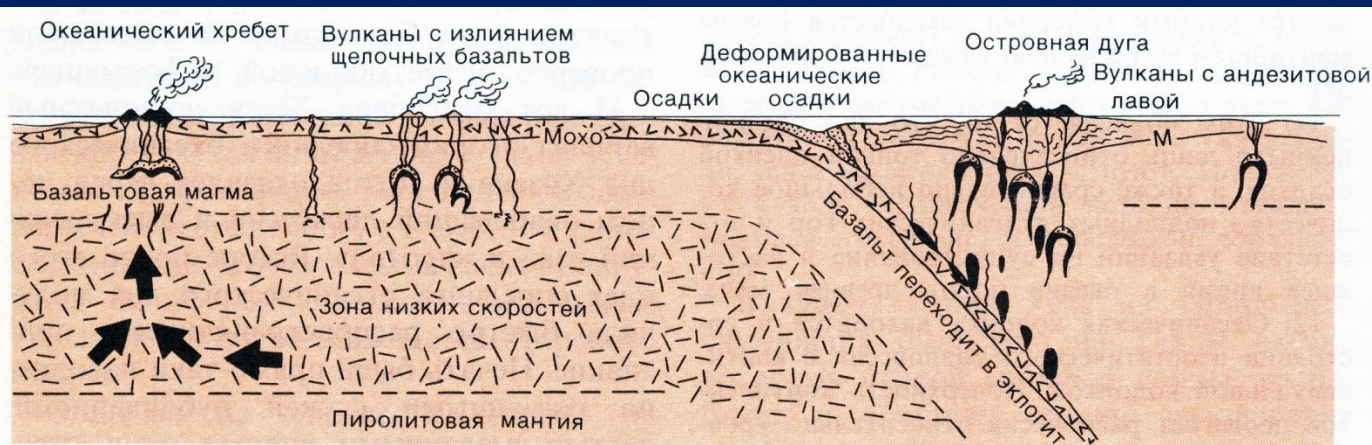 Океанический хребет
Вулканы с излиянием
щелочных базальтов
Осадки
Деформированные
океанические
осадки
Островная дуга
Вулканы с андезитовой
лавой
Мохо
М
Базальтовая магма
Зона низких скоростей
Базальт переходит в эклогит
Пиролитовая мантия